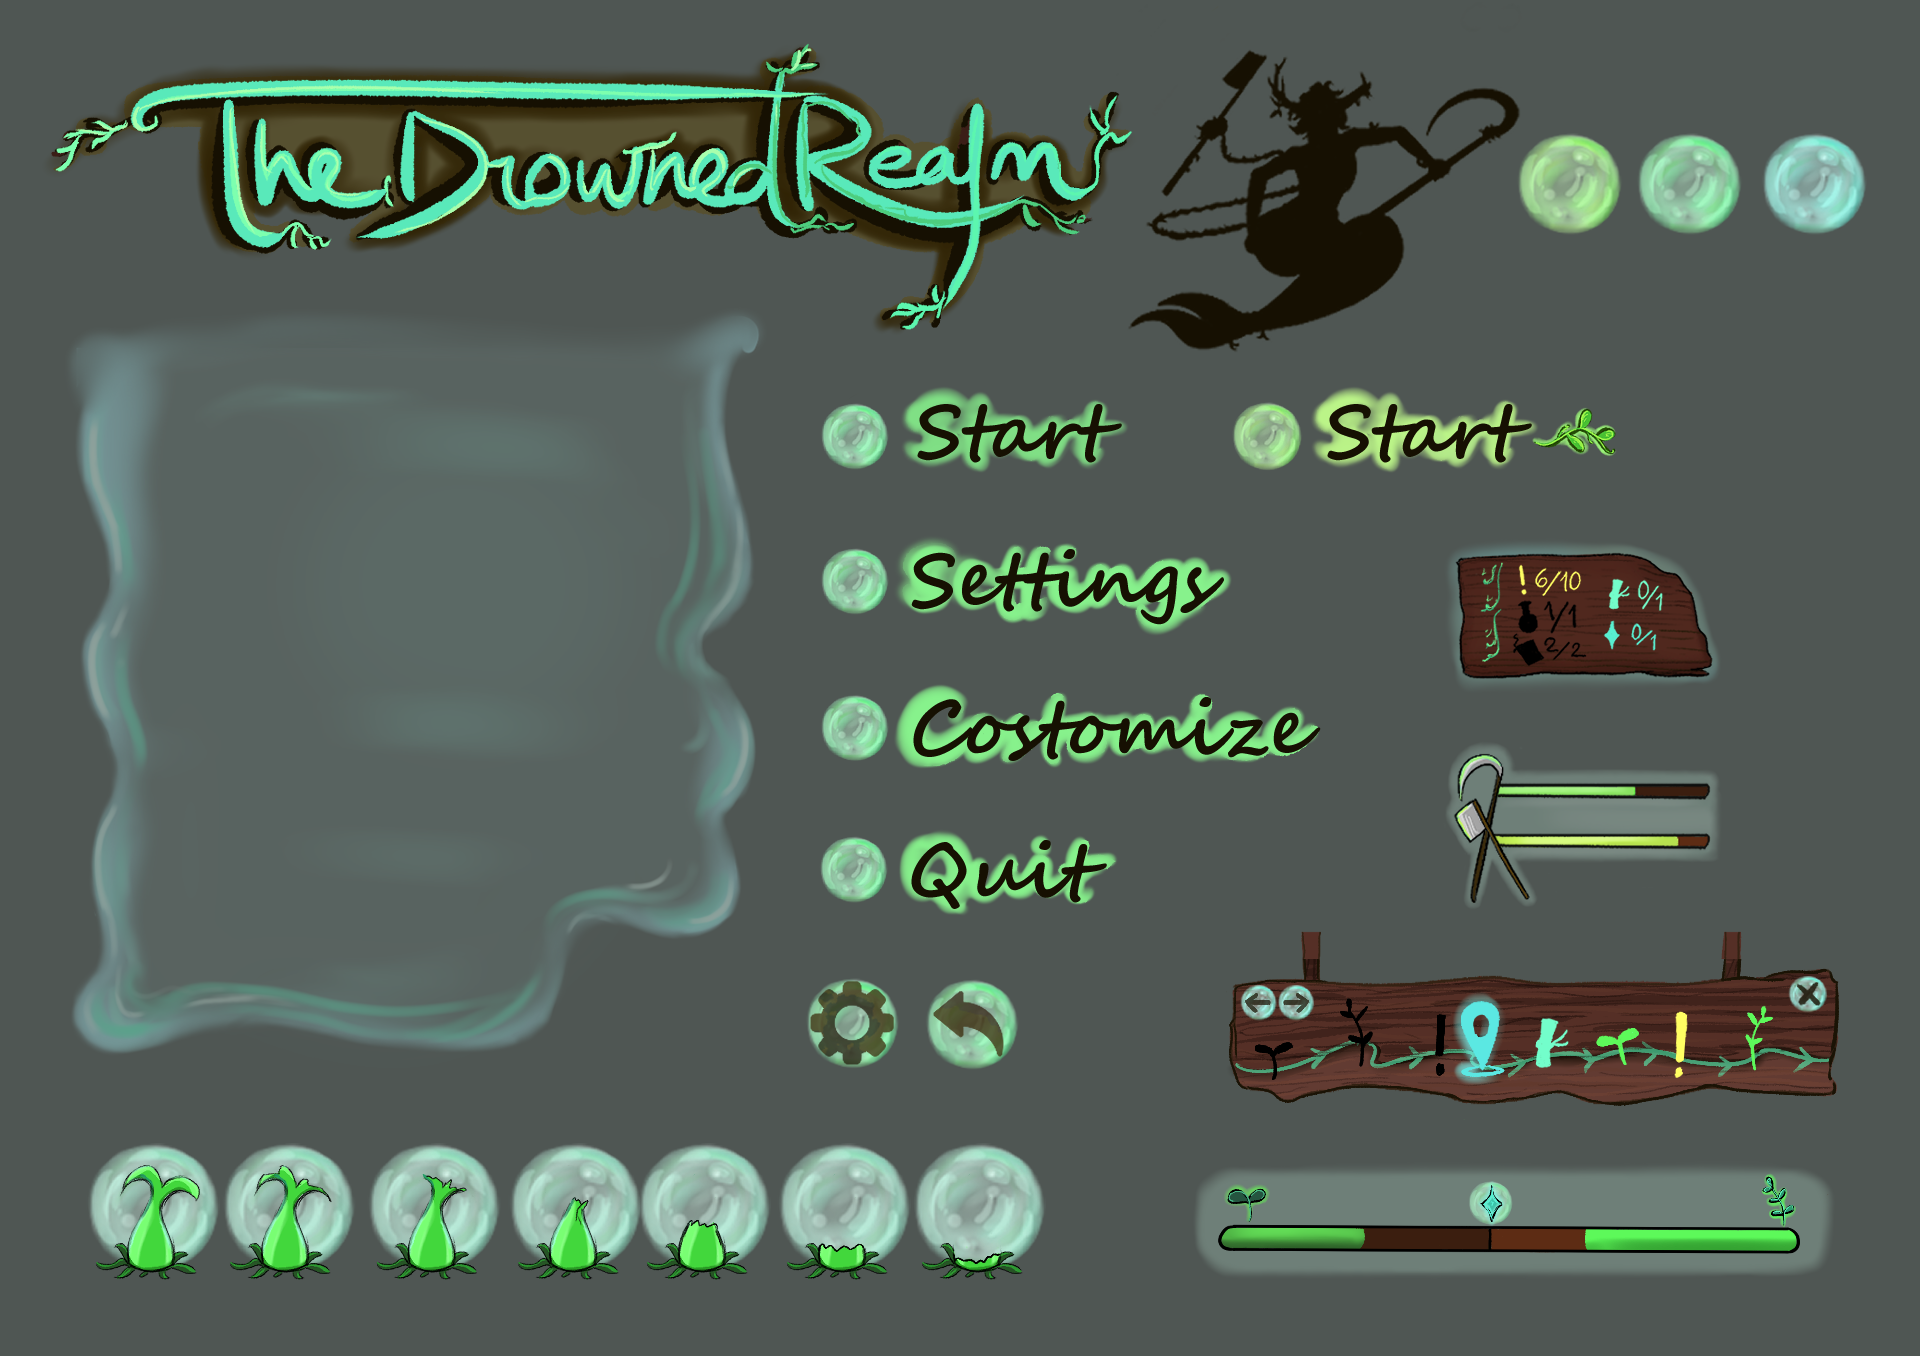 The Drowned Realm
Start
Start
Settings
Costomize
Quit
! 6/10
0/1
1/1
0/1
2/2
! !